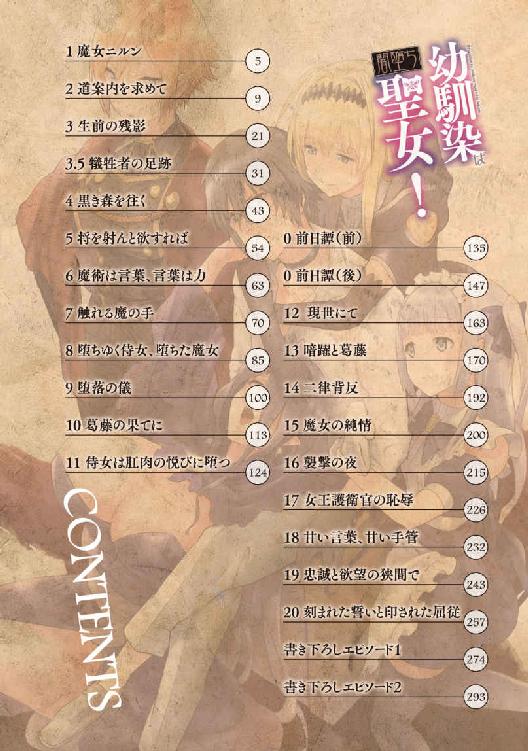 幼馴染は
闇堕ち
聖女！
1 魔女ニルン
5
2 道案内を求めて
9
3 生前の残影
21
3.5 犠牲者の足跡
31
4 黒き森を往く
43
5 将を射んと欲すれば
54
6 魔術は言葉、言葉は力
63
7 触れる魔の手
70
8 堕ちゆく侍女、堕ちた魔女
85
9 堕落の儀
100
10 葛藤の果てに
113
11 侍女は肛肉の悦びに堕つ
124
0 前日譚（前）
135
0 前日譚（後）
147
12 現世にて
163
13 暗躍と葛藤
170
14 二律背反
192
15 魔女の純情
200
16 襲撃の夜
215
17 女王護衛官の恥辱
226
18 甘い言葉、甘い手管
232
19 忠誠と欲望の狭間で
243
20 刻まれた誓いと印された屈従
257
書き下ろしエピソード1
274
書き下ろしエピソード2
293
CONTENTS